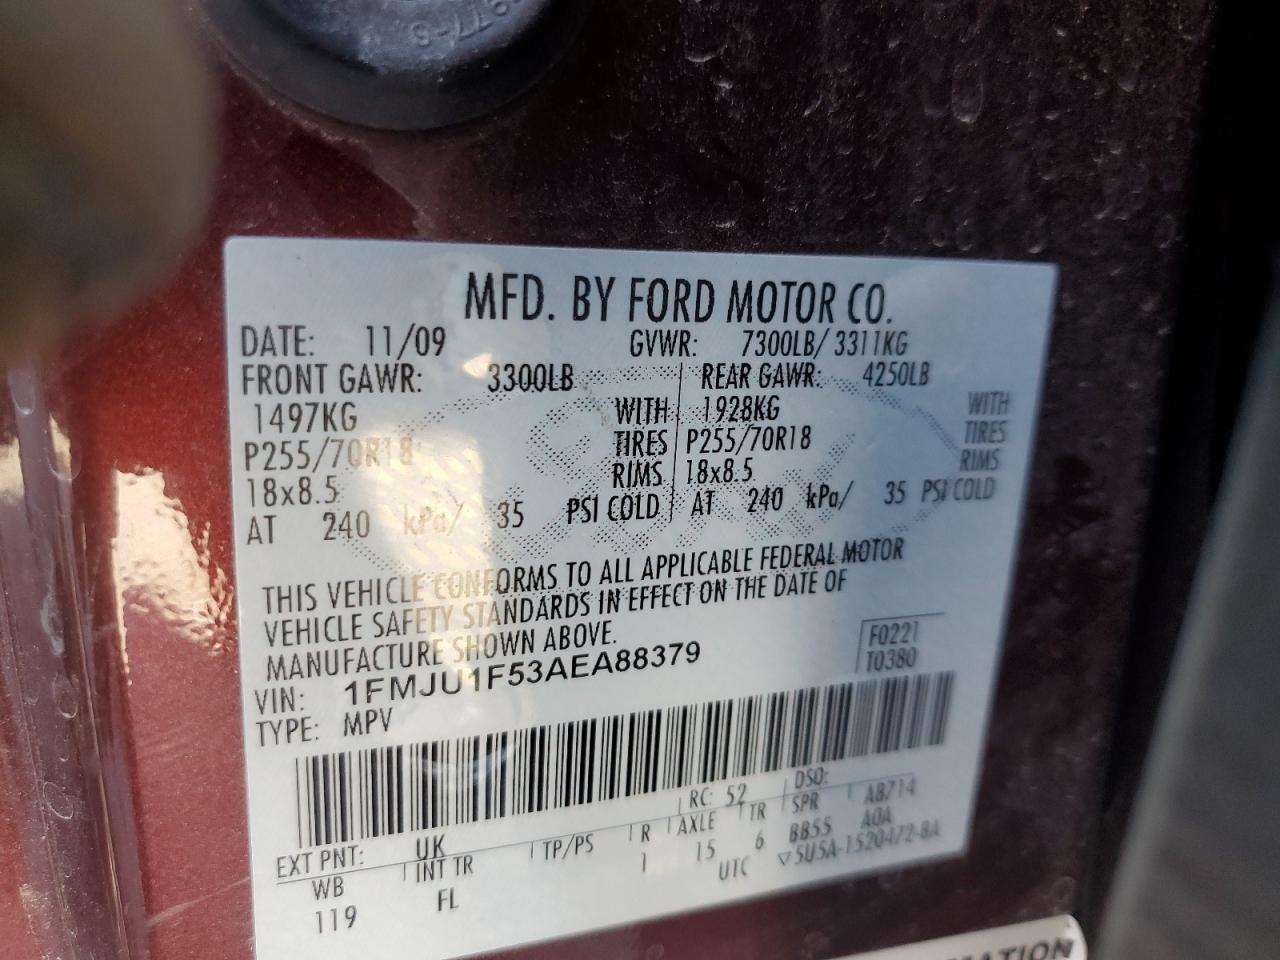 977-S
MFD. BY FORD MOTOR CO.
DATE: 11/09 GVWR: 7300LB/ 3311KG
FRONT GAWR: 3300LB REAR GAWR: 4250LB
1497KG WITH 1928KG WITH
P255/70R18 TIRES P255/70R18 TIRES
18x8.5 RIMS 18x8.5 RIMS
AT 240 kPa/ 35 PSI COLD AT 240 kPa/ 35 PSI COLD
THIS VEHICLE CONFORMS TO ALL APPLICABLE FEDERAL MOTOR
VEHICLE SAFETY STANDARDS IN EFFECT ON THE DATE OF
MANUFACTURE SHOWN ABOVE.
F0221
VIN: 1FMJU1F53AEA88379 T0380
TYPE: MPV
RC: 52 DSO:
EXT PNT: UK
WB INT TR TP/PS R AXLE TR SPR AB714
119 FL 1 15 6 BB55 A0A
UTC ▽5U5A-1520472-BA